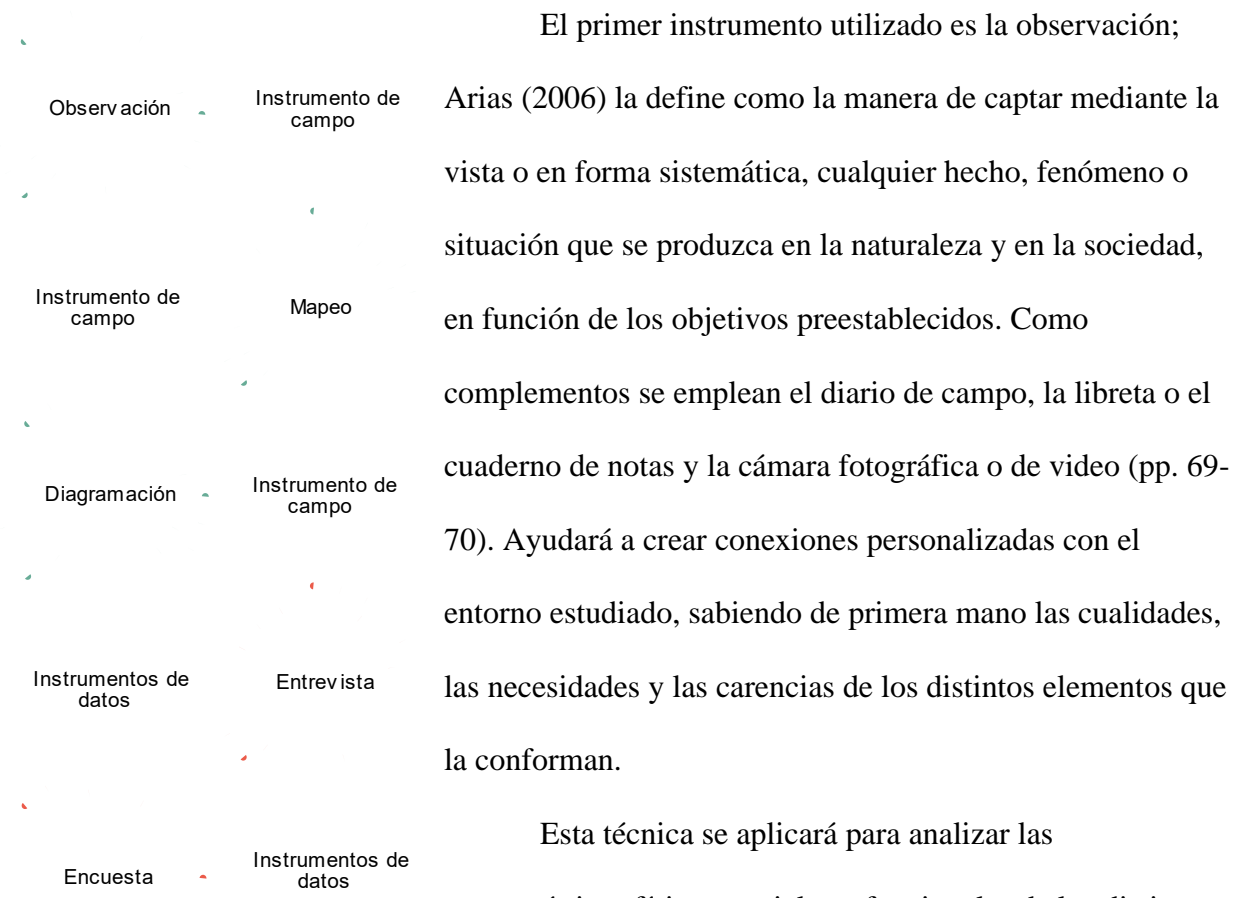 Observación
Instrumento de
campo
Instrumento de
campo
Mapeo
Diagramación
Instrumento de
campo
Instrumentos de
datos
Entrevista
Encuesta
Instrumentos de
datos
El primer instrumento utilizado es la observación;
Arias (2006) la define como la manera de captar mediante la
vista o en forma sistemática, cualquier hecho, fenómeno o
situación que se produzca en la naturaleza y en la sociedad,
en función de los objetivos preestablecidos. Como
complementos se emplean el diario de campo, la libreta o el
cuaderno de notas y la cámara fotográfica o de video (pp. 69-
70). Ayudará a crear conexiones personalizadas con el
entorno estudiado, sabiendo de primera mano las cualidades,
las necesidades y las carencias de los distintos elementos que
la conforman.
Esta técnica se aplicará para analizar las